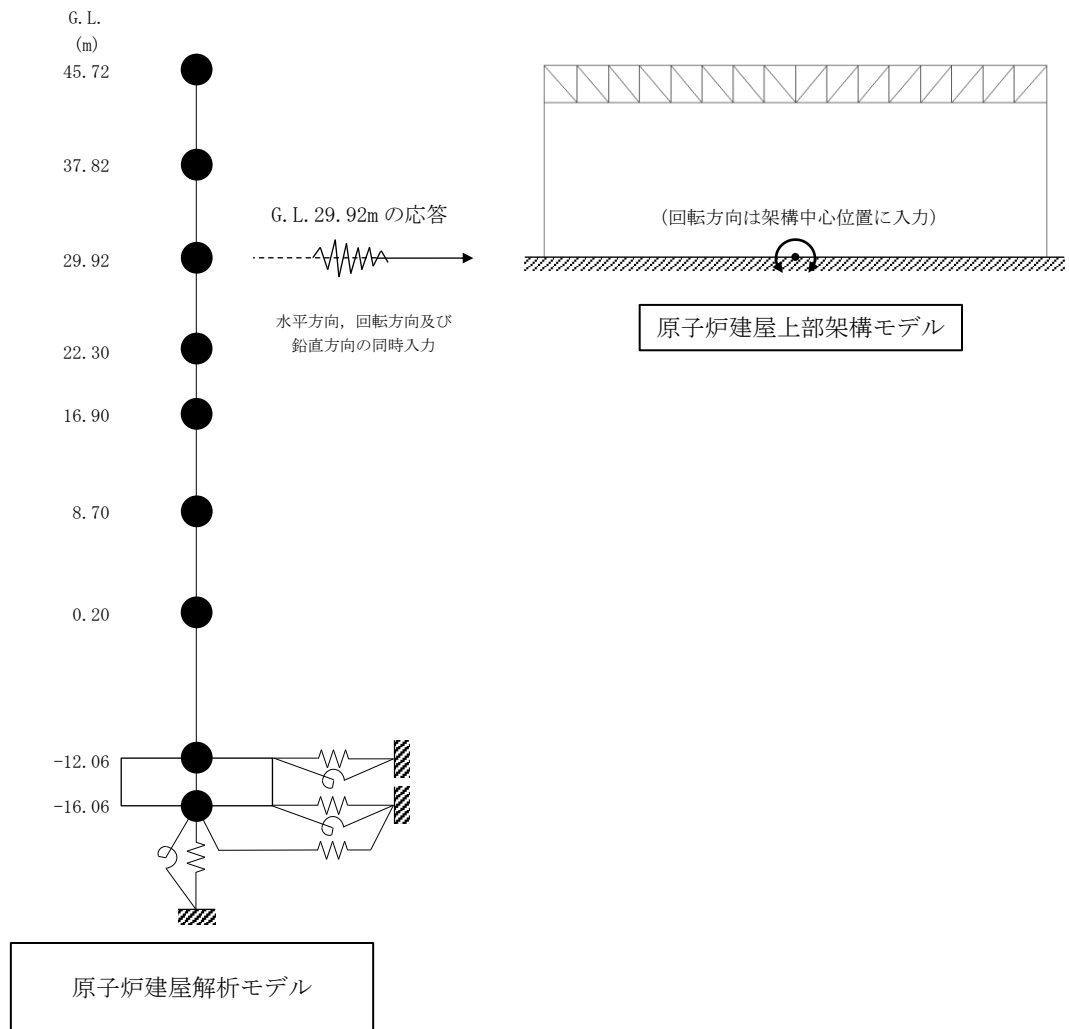 G.L.
(m)
45.72
37.82
29.92
22.30
16.90
8.70
0.20
-12.06
-16.06
G.L.29.92m の応答
水平方向，回転方向及び
鉛直方向の同時入力
(回転方向は架構中心位置に入力)
原子炉建屋上部架構モデル
原子炉建屋解析モデル